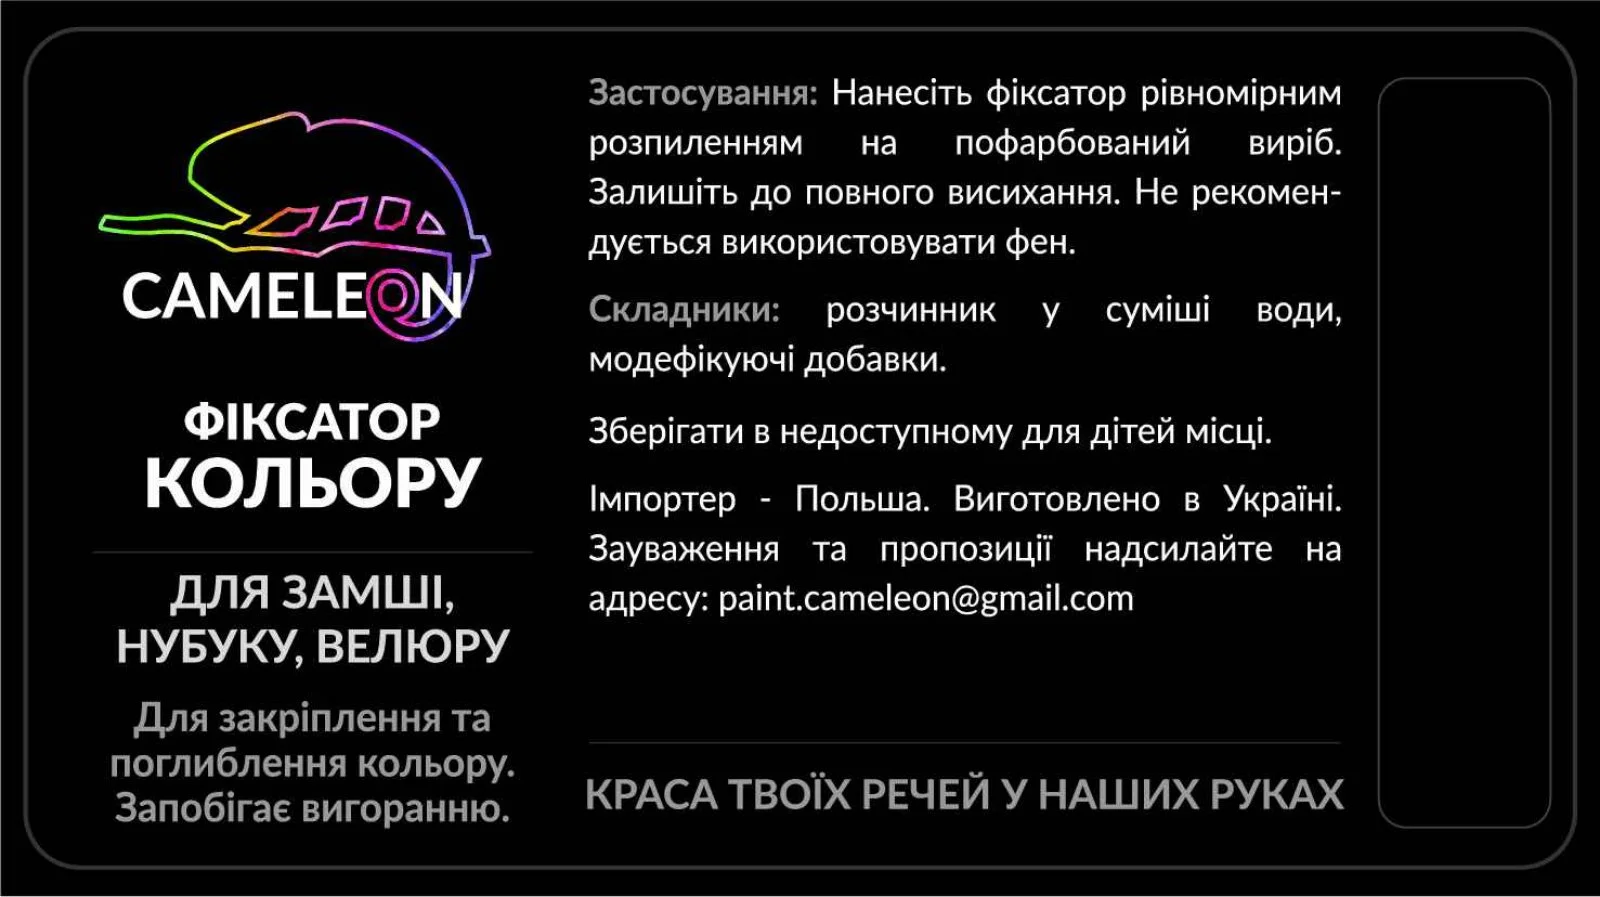 CAMELEON
ФІКСАТОР
КОЛЬОРУ
ДЛЯ ЗАМШІ,
НУБУКУ, ВЕЛЮРУ
Для закріплення та
поглиблення кольору.
Запобігає вигоранню.
Застосування: Нанесіть фіксатор рівномірним
розпиленням на пофарбований виріб.
Залишіть до повного висихання. Не рекомен-
дується використовувати фен.
Складники: розчинник у суміші води,
модефікуючі добавки.
Зберігати в недоступному для дітей місці.
Імпортер - Польша. Виготовлено в Україні.
Зауваження та пропозиції надсилайте на
адресу: paint.cameleon@gmail.com
КРАСА ТВОЇХ РЕЧЕЙ У НАШИХ РУКАХ